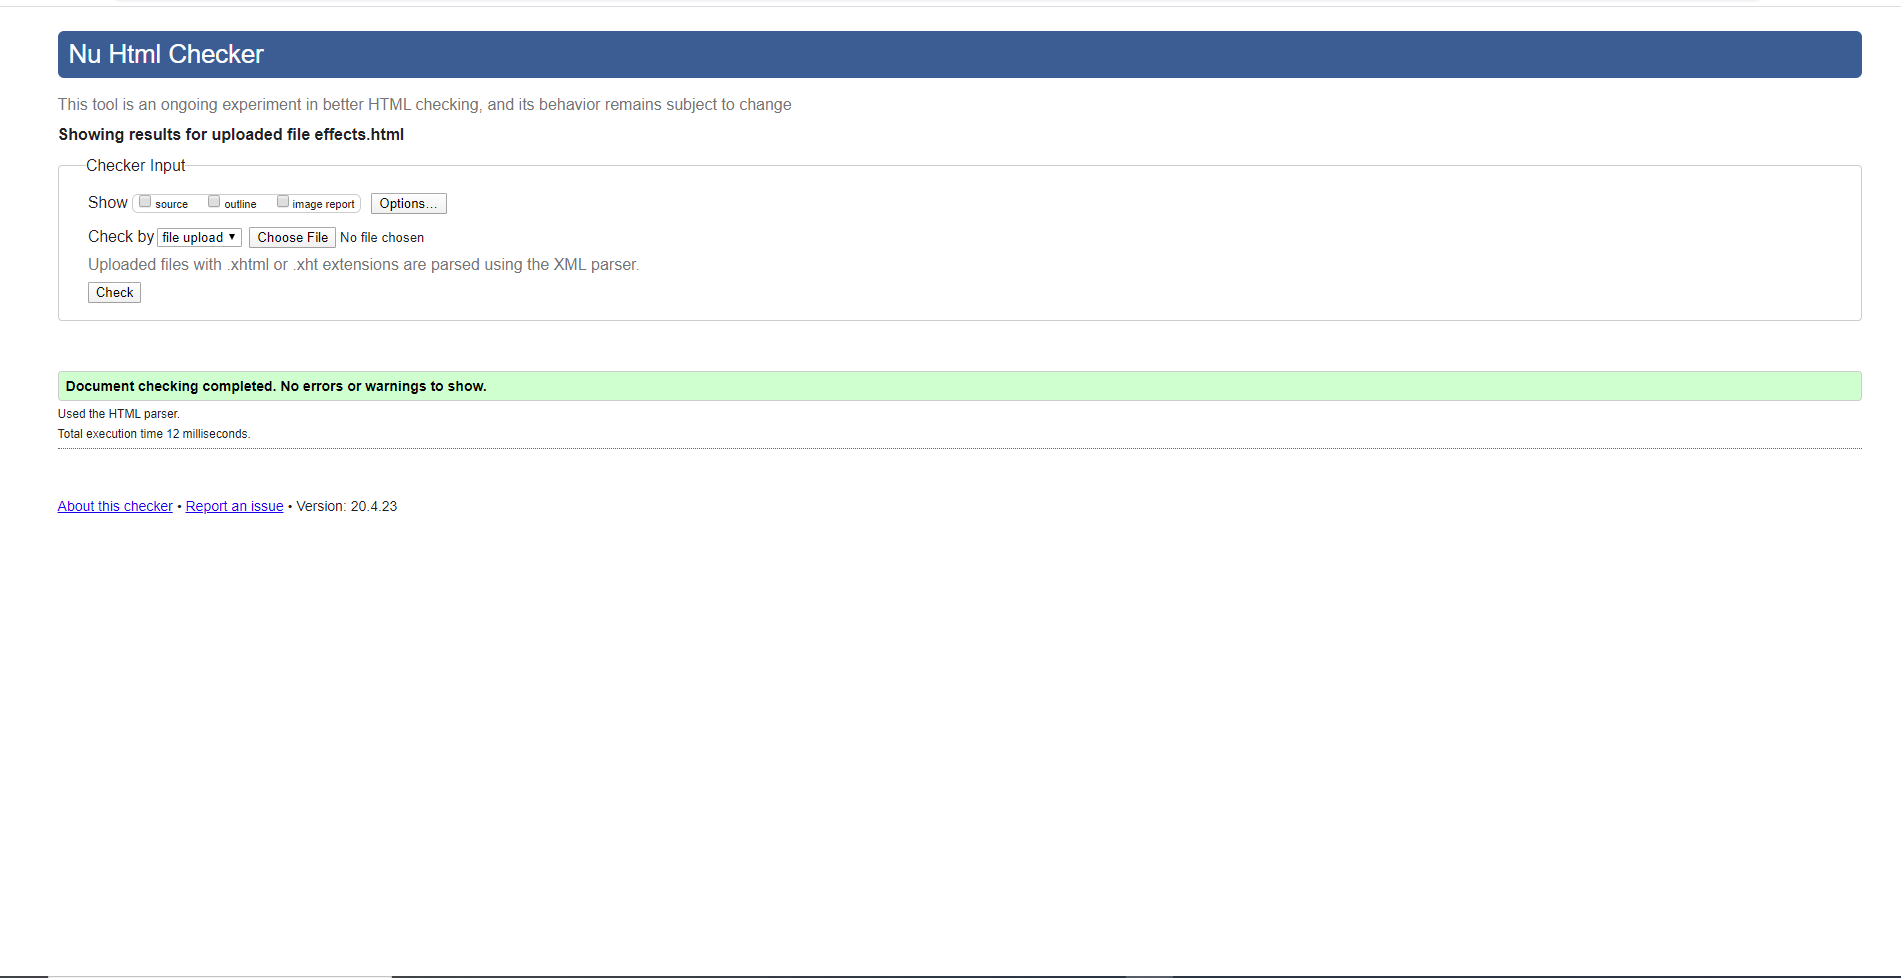 Nu Html Checker
This tool is an ongoing experiment in better HTML checking, and its behavior remains subject to change
Showing results for uploaded file effects.html
Checker Input
Show source outline image report Options...
Check by file upload ▼ Choose File No file chosen
Uploaded files with .xhtml or .xht extensions are parsed using the XML parser.
Check
Document checking completed. No errors or warnings to show.
Used the HTML parser.
Total execution time 12 milliseconds.
About this checker • Report an issue • Version: 20.4.23